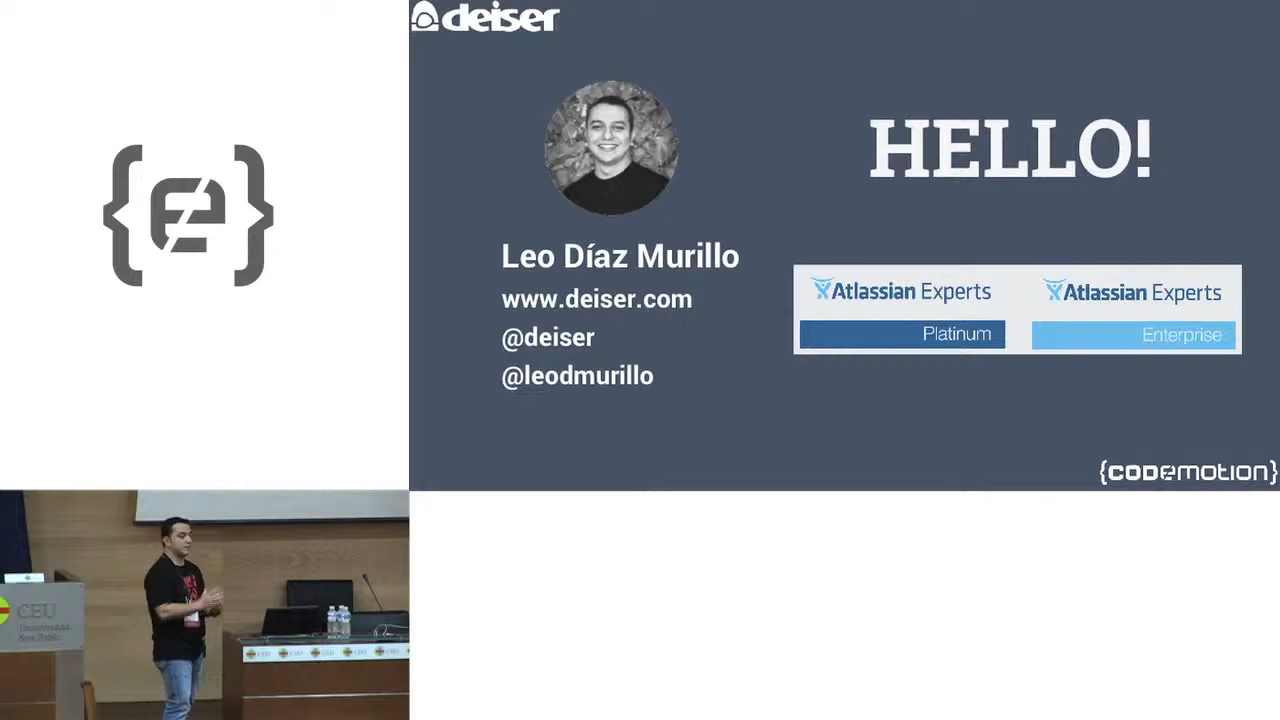 deiser
HELLO!
Leo Díaz Murillo
www.deiser.com
@deiser
@leodmurillo
Atlassian Experts
Platinum
Atlassian Experts
Enterprise
{CODEMOTION}
CEU